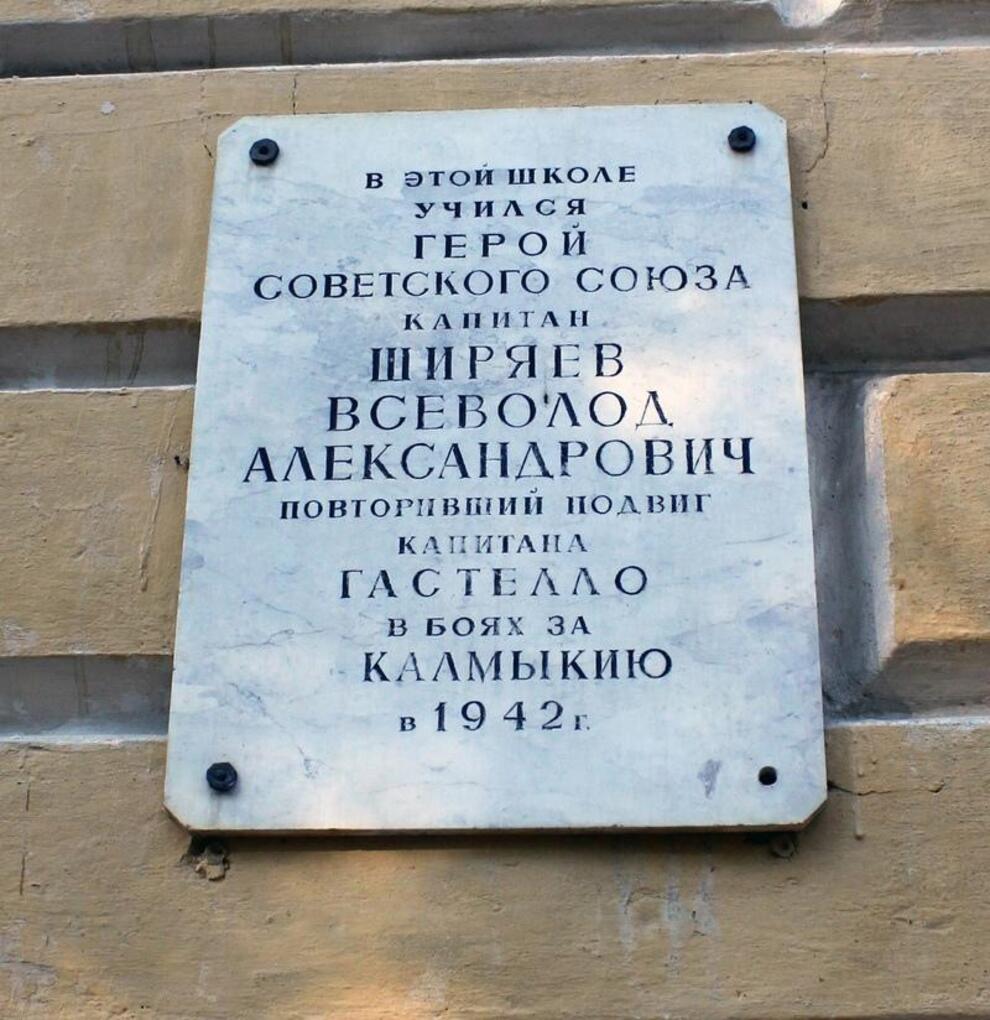 В ЭТОЙ ШКОЛЕ
УЧИЛСЯ
ГЕРОЙ
СОВЕТСКОГО СОЮЗА
КАПИТАН
ШИРЯЕВ
ВСЕВОЛОД
АЛЕКСАНДРОВИЧ
ПОВТОРИВШИЙ ПОДВИГ
КАПИТАНА
ГАСТЕЛЛО
В БОЯХ ЗА
КАЛМЫКИЮ
в 1942 г.